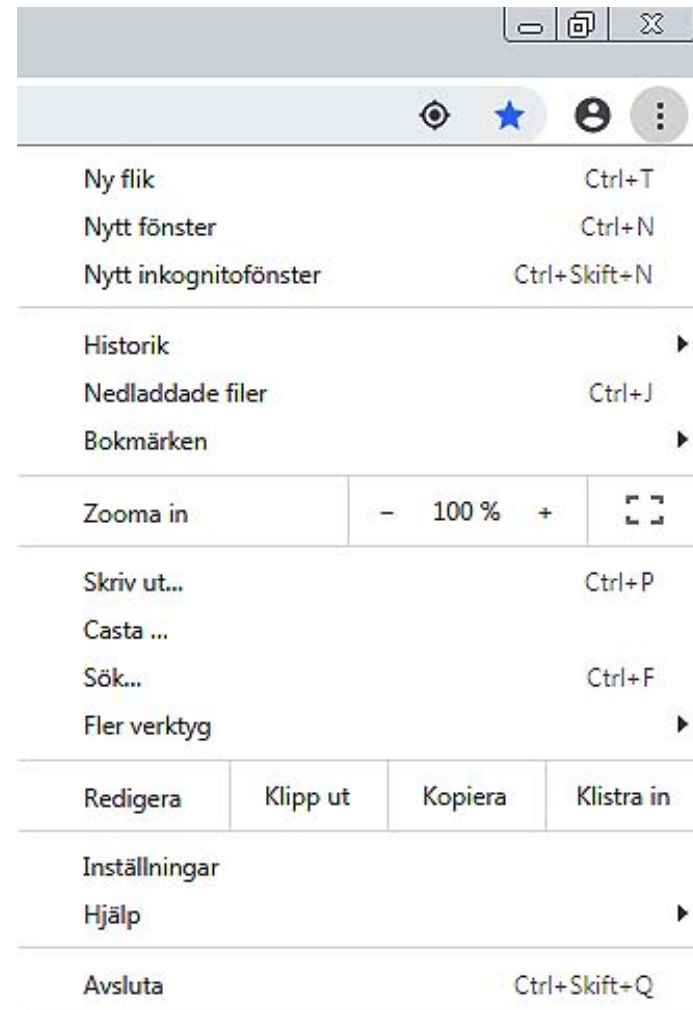 Ny flik Ctrl+T
Nytt fönster Ctrl+N
Nytt inkognitofönster Ctrl+Skift+N
Historik
Nedladdade filer Ctrl+J
Bokmärken
Zooma in - 100 % +
Skriv ut... Ctrl+P
Casta ...
Sök... Ctrl+F
Fler verktyg
Redigera Klipp ut Kopiera Klistra in
Inställningar
Hjälp
Avsluta Ctrl+Skift+Q